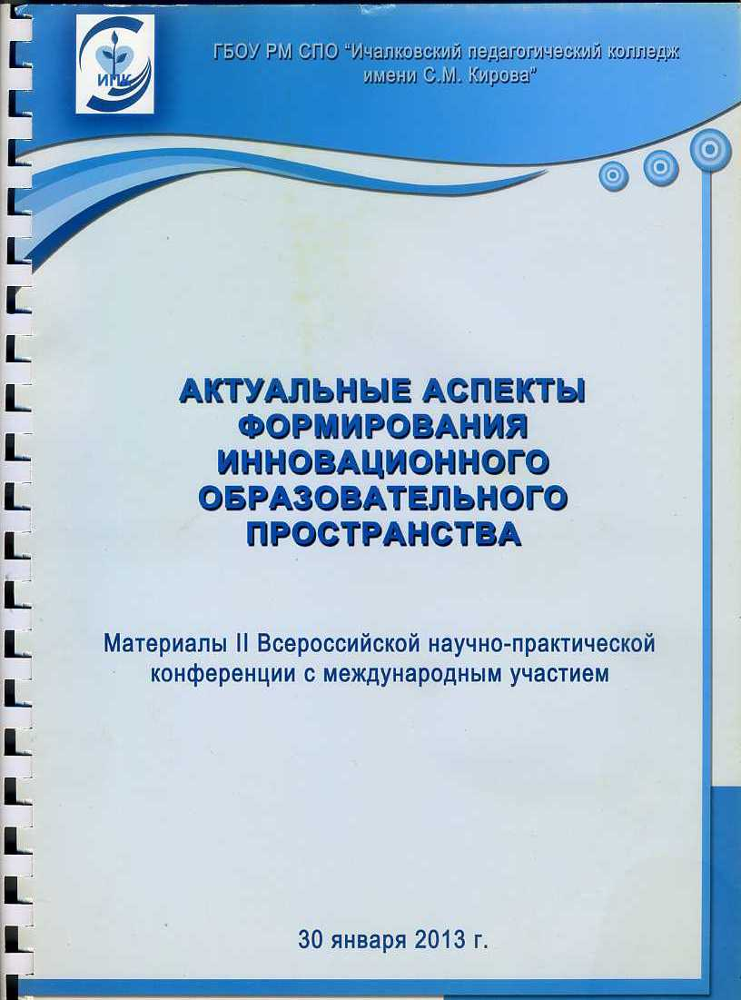 ИПК
ГБОУ РМ СПО "Ичалковский педагогический колледж
имени С.М. Кирова"
АКТУАЛЬНЫЕ АСПЕКТЫ
ФОРМИРОВАНИЯ
ИННОВАЦИОННОГО
ОБРАЗОВАТЕЛЬНОГО
ПРОСТРАНСТВА
Материалы II Всероссийской научно-практической
конференции с международным участием
30 января 2013 г.